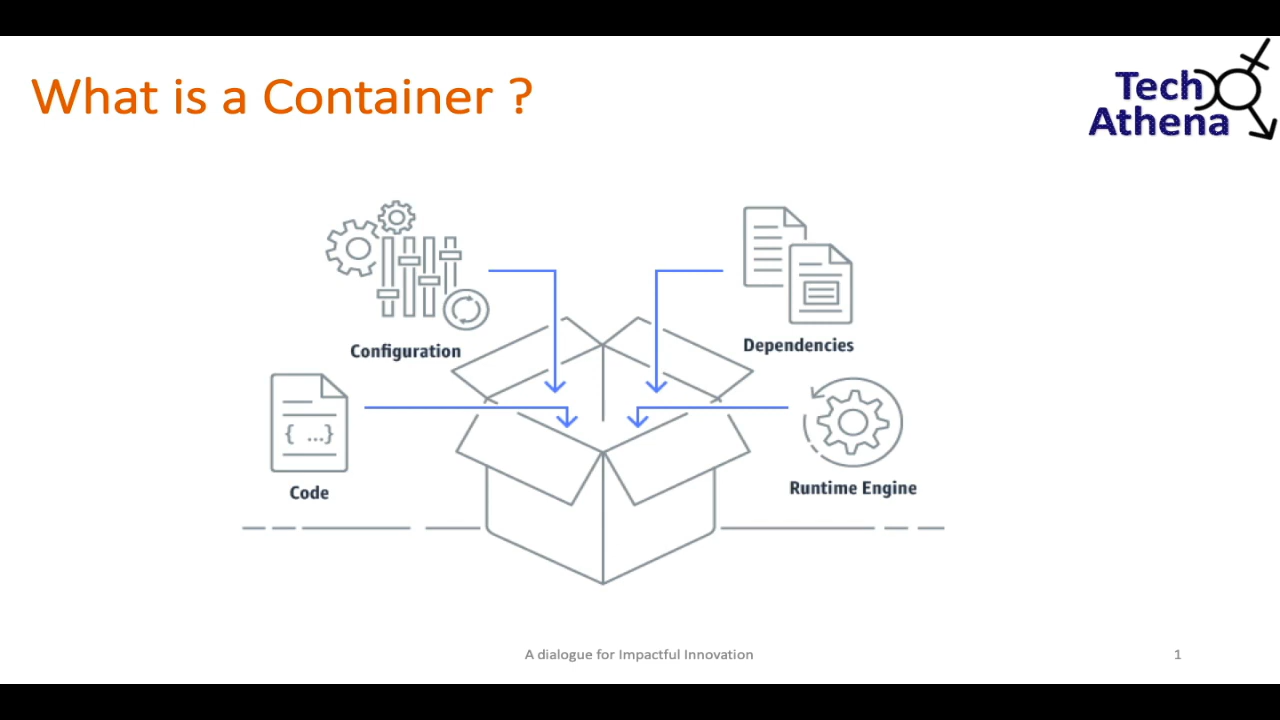 What is a Container ?
Tech
Athena
Configuration
Dependencies
{ ...}
Code
Runtime Engine
A dialogue for Impactful Innovation
1